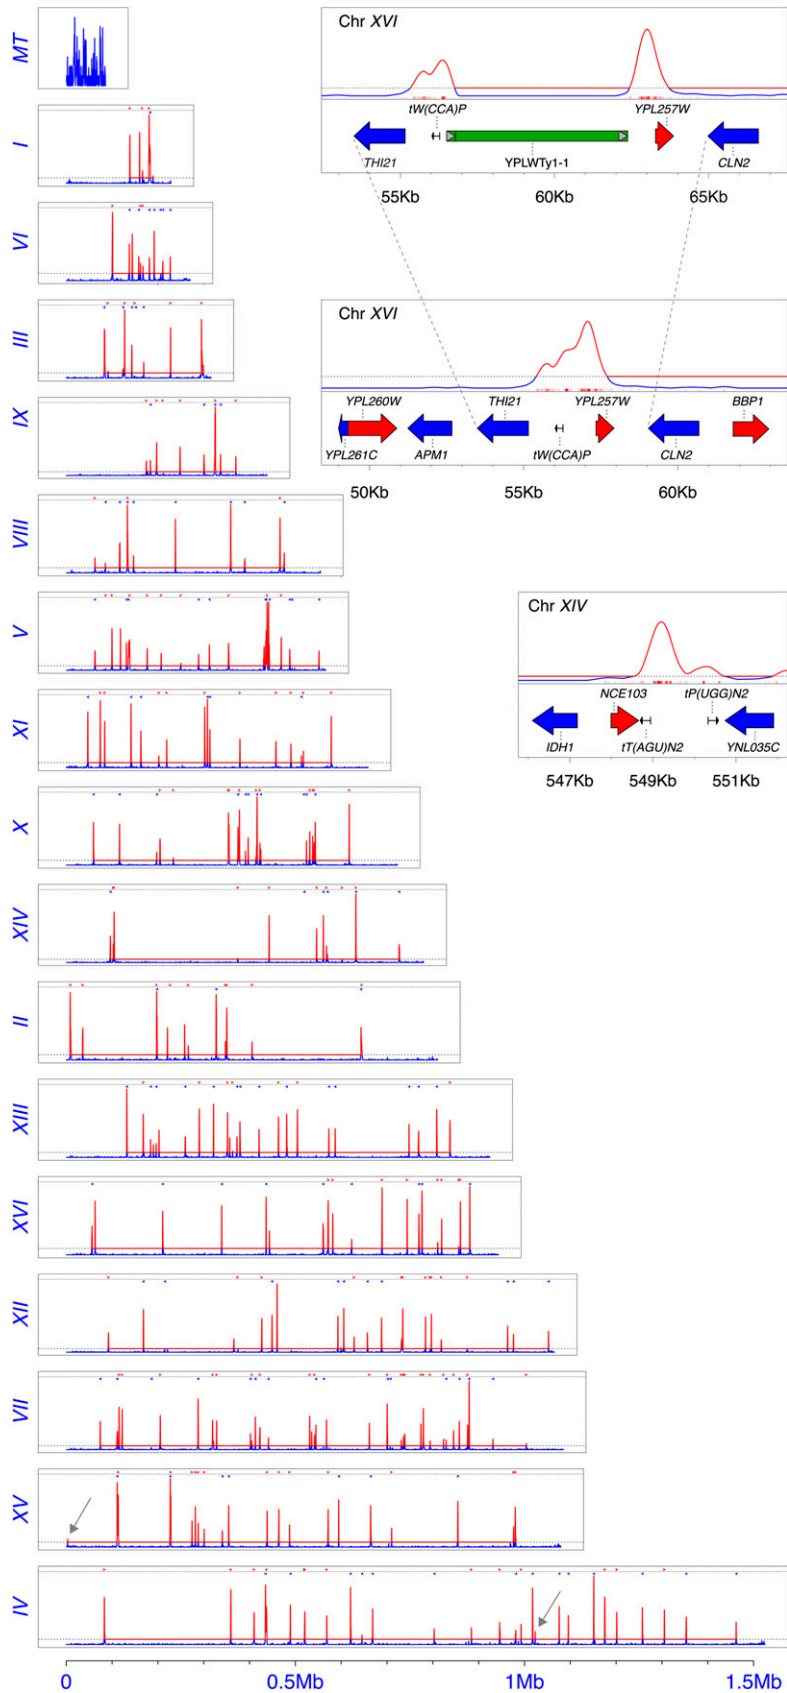 MT
I
VI
III
IX
VIII
V
XI
X
XIV
II
XIII
XVI
XII
VII
XV
IV
0 0.5Mb 1Mb 1.5Mb
Chr XVI
tW(CCA)P YPL257W
THI21 YPLWTy1-1 CLN2
55Kb 60Kb 65Kb
Chr XVI
YPL260W THI21 YPL257W BBP1
YPL261C APM1 tW(CCA)P CLN2
50Kb 55Kb 60Kb
Chr XIV
NCE103 tP(UGG)N2
IDH1 tT(AGU)N2 YNL035C
547Kb 549Kb 551Kb